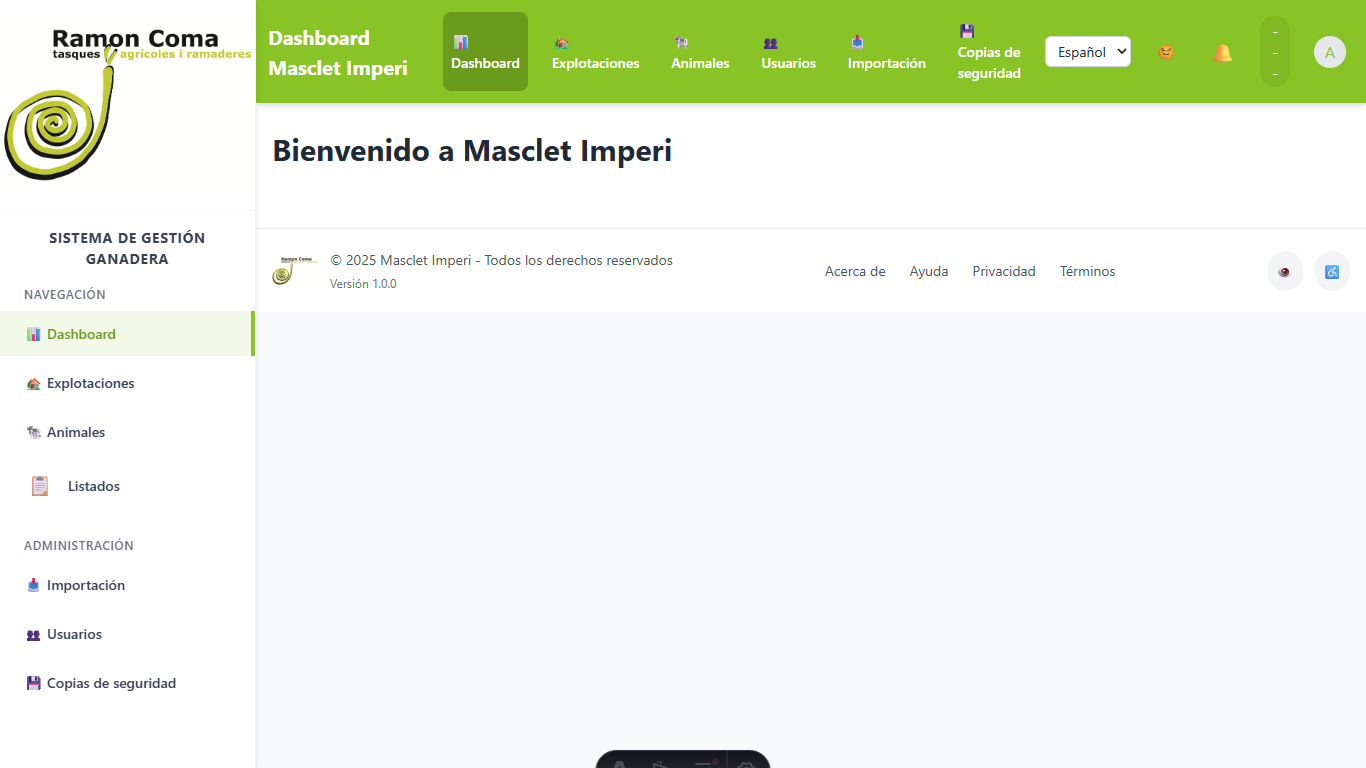 Ramon Coma
tasques agrícoles i ramaderes
SISTEMA DE GESTIÓN
GANADERA
NAVEGACIÓN
Dashboard
Explotaciones
Animales
Listados
ADMINISTRACIÓN
Importación
Usuarios
Copias de seguridad
Dashboard
Masclet Imperi
Dashboard
Explotaciones
Animales
Usuarios
Importación
Copias de
seguridad
Español
-
-
-
A
Bienvenido a Masclet Imperi
Ramon Coma
© 2025 Masclet Imperi - Todos los derechos reservados
Versión 1.0.0
Acerca de
Ayuda
Privacidad
Términos